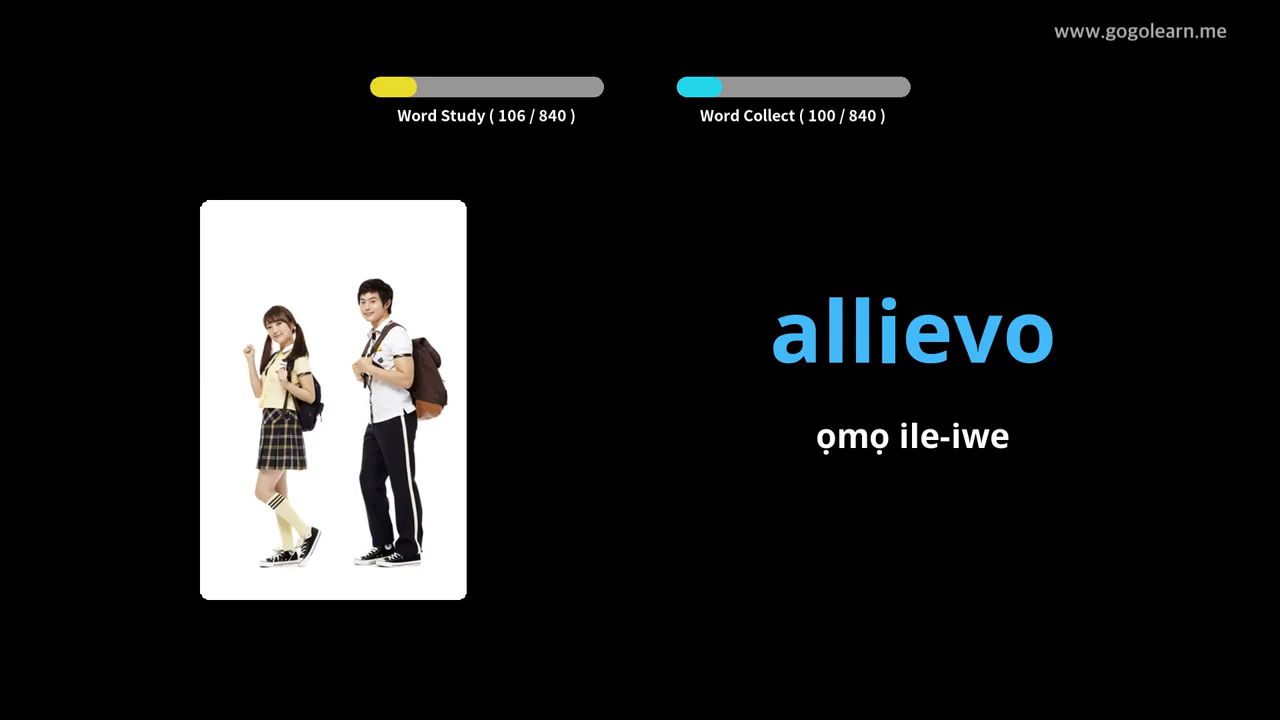 www.gogolearn.me
Word Study ( 106 / 840 )
Word Collect ( 100 / 840 )
allievo
ọmọ ile-iwe